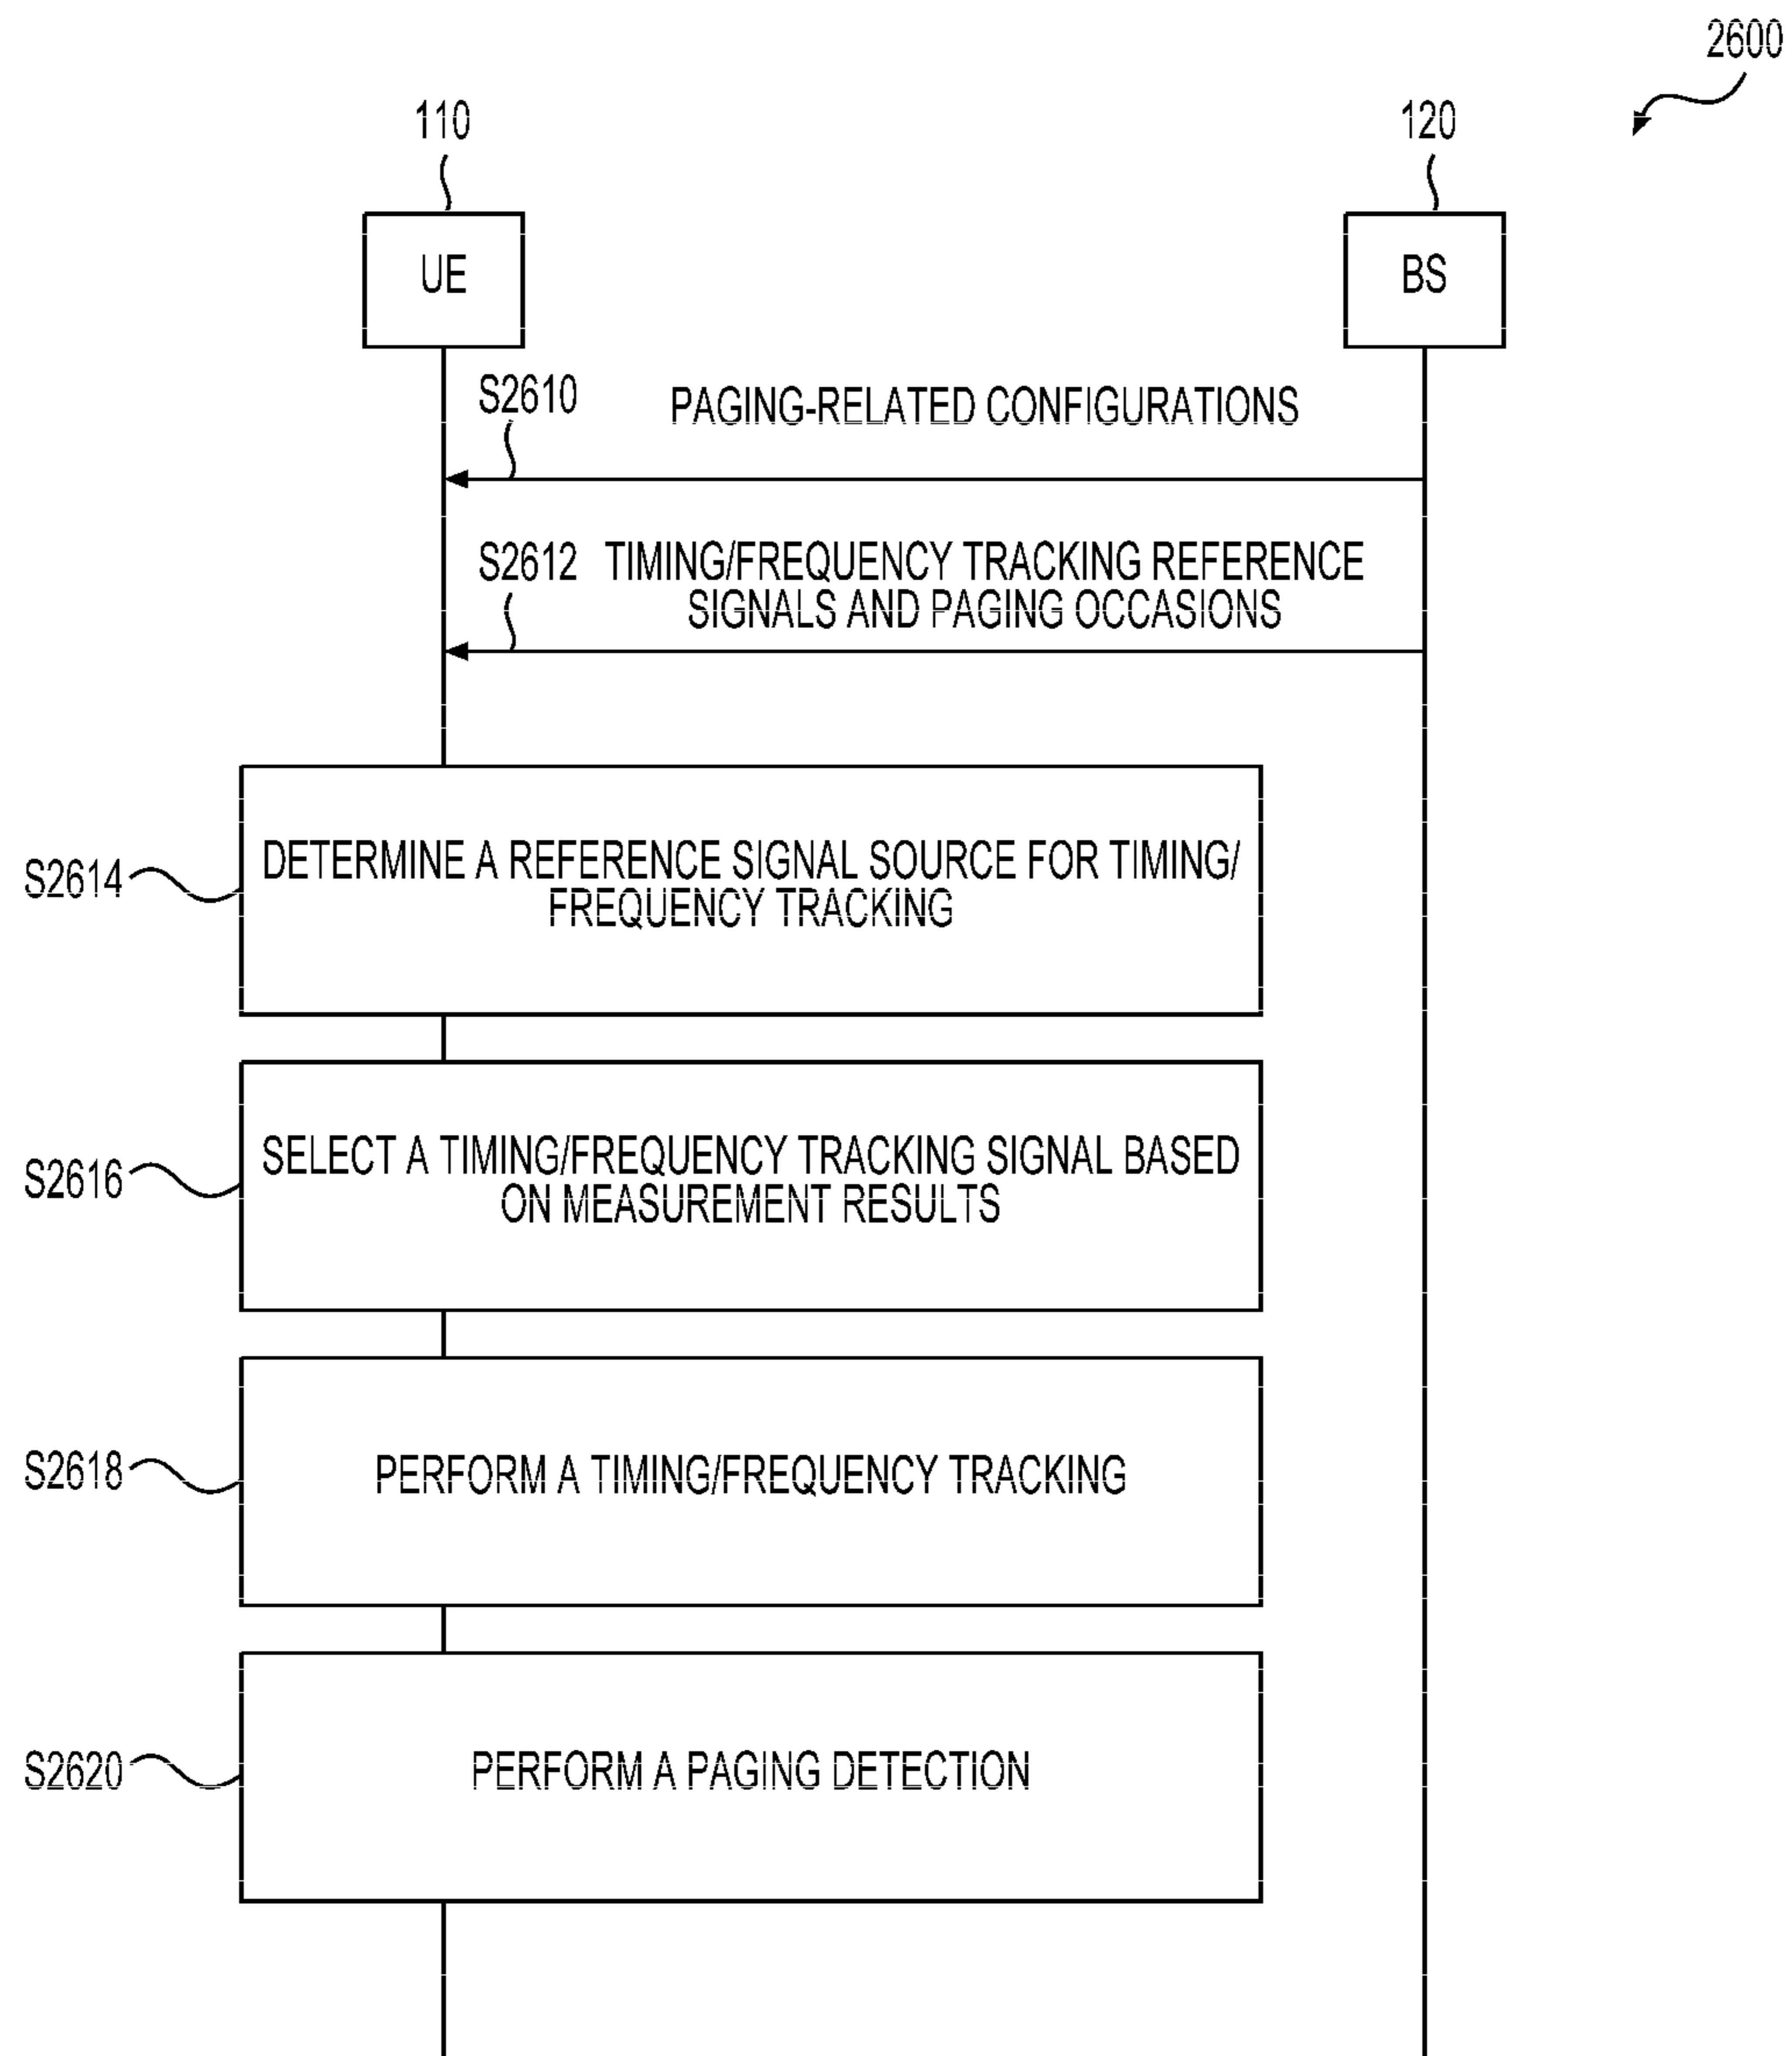 2600
110
120
UE
BS
S2610
PAGING-RELATED CONFIGURATIONS
S2612
TIMING/FREQUENCY TRACKING REFERENCE
SIGNALS AND PAGING OCCASIONS
S2614
DETERMINE A REFERENCE SIGNAL SOURCE FOR TIMING/
FREQUENCY TRACKING
S2616
SELECT A TIMING/FREQUENCY TRACKING SIGNAL BASED
ON MEASUREMENT RESULTS
S2618
PERFORM A TIMING/FREQUENCY TRACKING
S2620
PERFORM A PAGING DETECTION